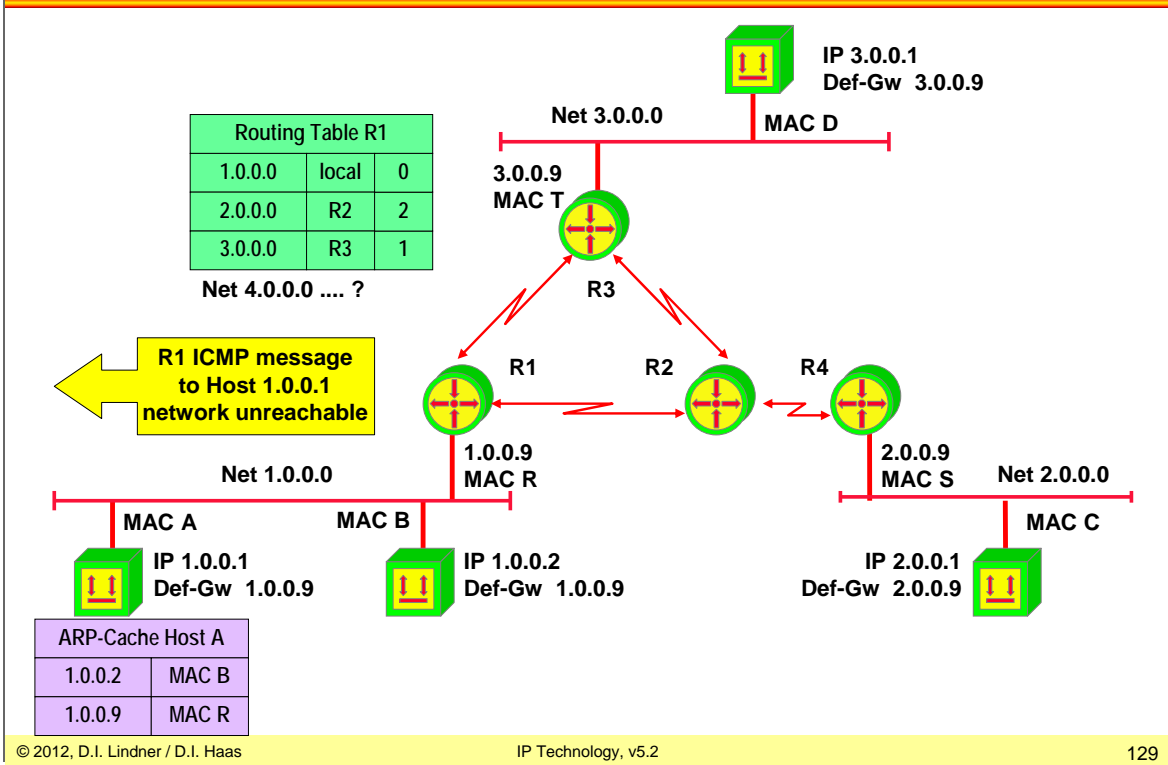 IP 3.0.0.1
Def-Gw 3.0.0.9
Net 3.0.0.0
MAC D
Routing Table R1
1.0.0.0 local 0
2.0.0.0 R2 2
3.0.0.0 R3 1
3.0.0.9
MAC T
Net 4.0.0.0 .... ?
R3
R1 ICMP message
to Host 1.0.0.1
network unreachable
R1
R2
R4
1.0.0.9
MAC R
2.0.0.9
MAC S
Net 1.0.0.0
Net 2.0.0.0
MAC A
MAC B
MAC C
IP 1.0.0.1
Def-Gw 1.0.0.9
IP 1.0.0.2
Def-Gw 1.0.0.9
IP 2.0.0.1
Def-Gw 2.0.0.9
ARP-Cache Host A
1.0.0.2 MAC B
1.0.0.9 MAC R
© 2012, D.I. Lindner / D.I. Haas
IP Technology, v5.2
129